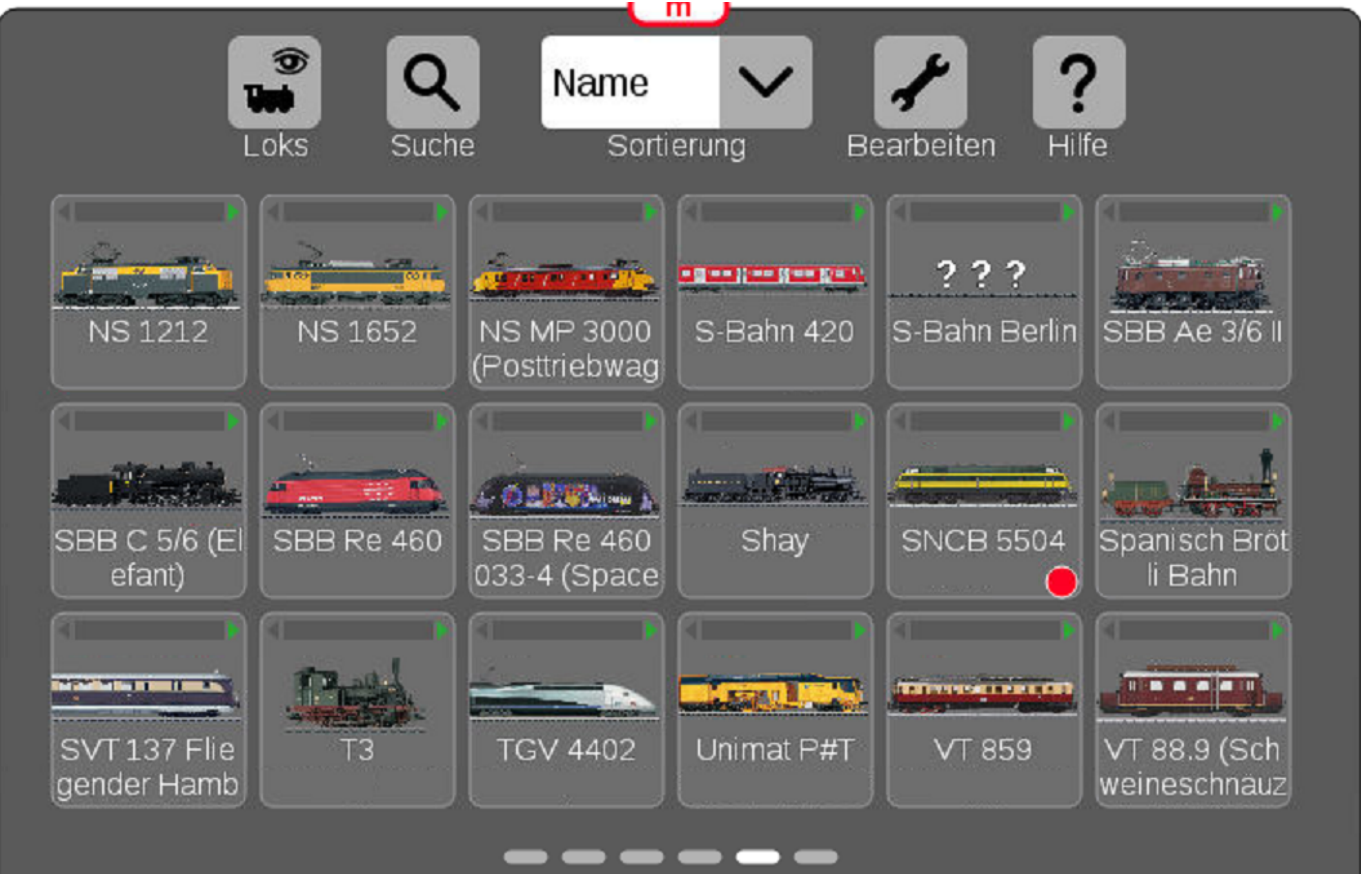 m
Name
Loks
Suche
Sortierung
Bearbeiten
Hilfe
NS 1212
NS 1652
NS MP 3000
(Posttriebwag
S-Bahn 420
? ? ?
S-Bahn Berlin
SBB Ae 3/6 II
SBB C 5/6 (El
efant)
SBB Re 460
SBB Re 460
033-4 (Space
Shay
SNCB 5504
Spanisch Bröt
li Bahn
SVT 137 Flie
gender Hamb
T3
TGV 4402
Unimat P#T
VT 859
VT 88.9 (Sch
weineschnauz